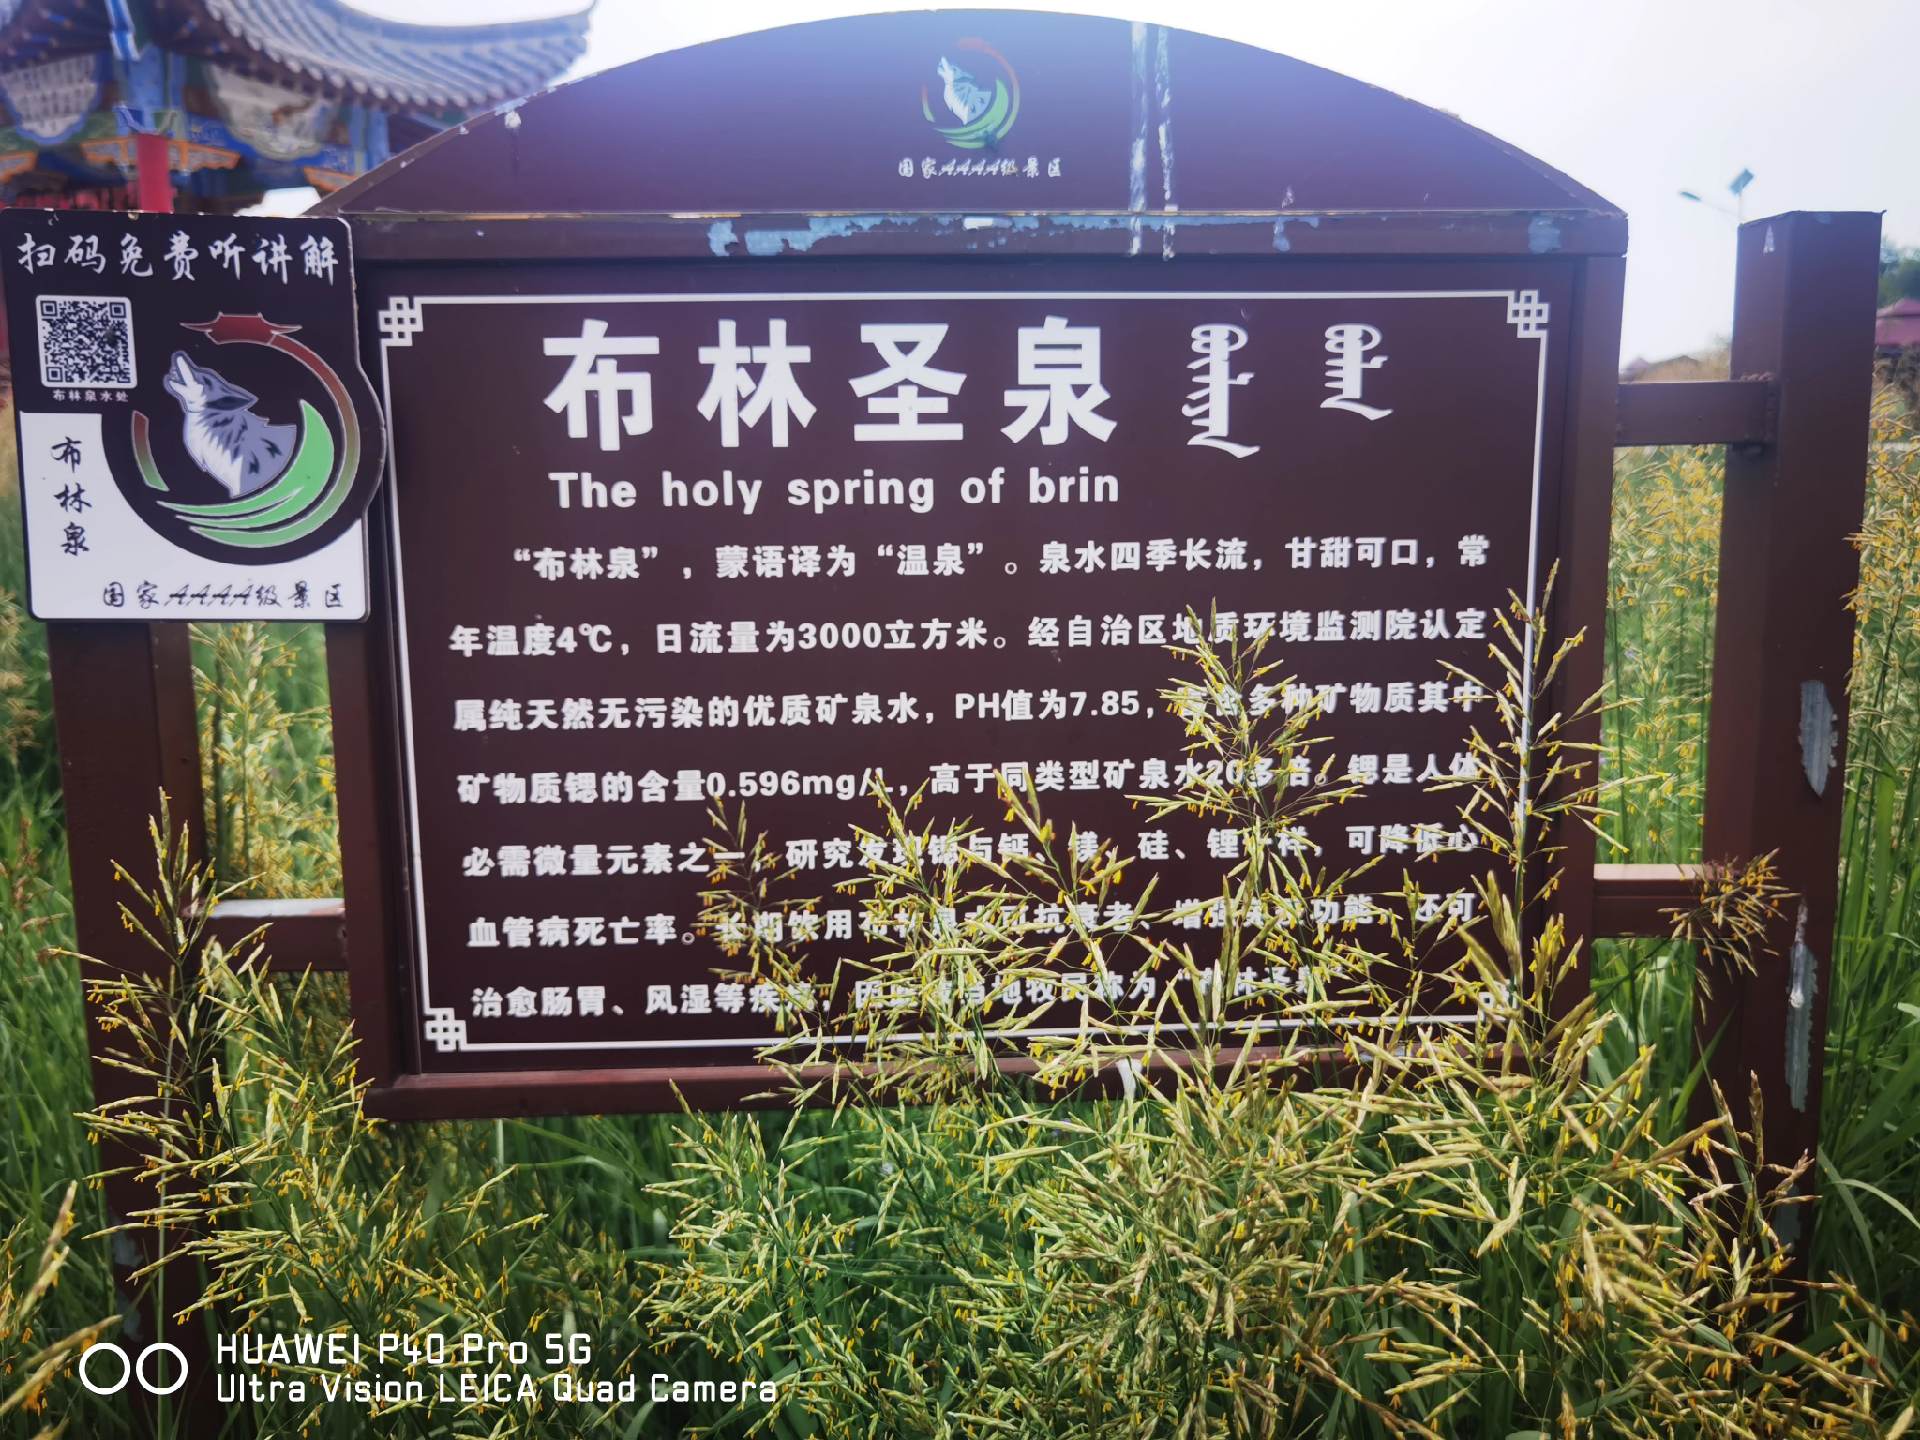 国家AAAA级景区
扫码免费听讲解
布林泉水处
布林泉
国家AAAA级景区
布林圣泉
The holy spring of brin
“布林泉”，蒙语译为“温泉”。泉水四季长流，甘甜可口，常
年温度4℃，日流量为3000立方米。经自治区地质环境监测院认定
属纯天然无污染的优质矿泉水，PH值为7.85，多种矿物质其中
矿物质锶的含量0.596mg/L，高于同类型矿泉水20多倍。锶是人体
必需微量元素之一，研究发现锶与钙、镁、硅、锂一样，可降低心
血管病死亡率。长期饮用布林泉水可抗衰老、增强功能，还可
治愈肠胃、风湿等疾病，当地牧民称为“布林圣泉”
HUAWEI P40 Pro 5G
Ultra Vision LEICA Quad Camera